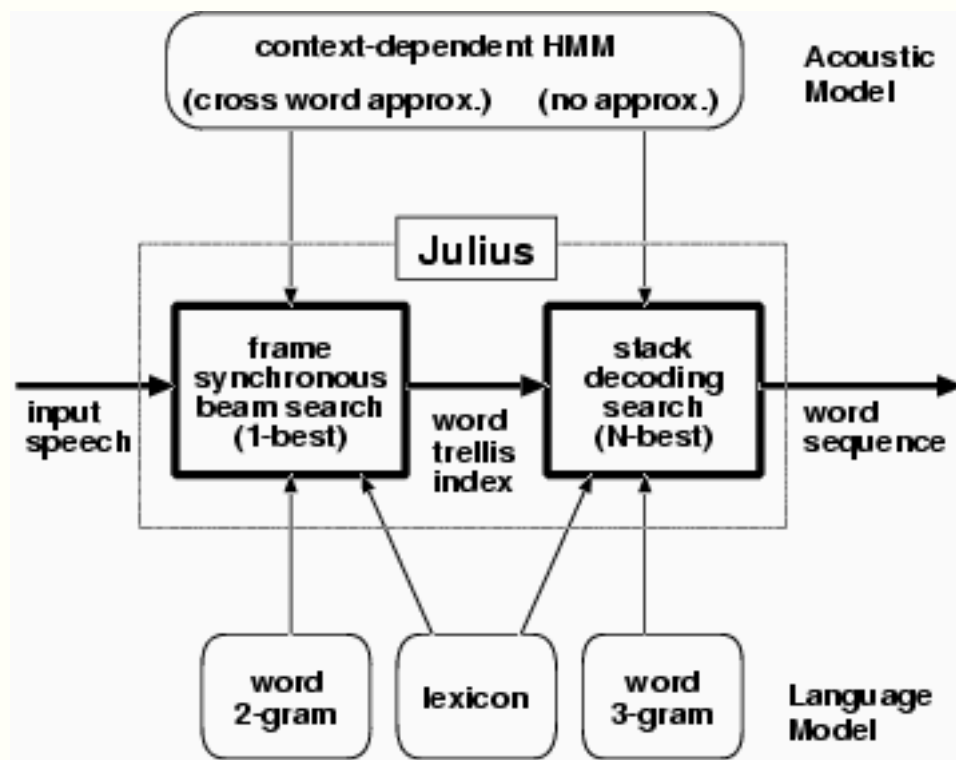 context-dependent HMM
(cross word approx.) (no approx.)
Acoustic
Model
Julius
frame
synchronous
beam search
(1-best)
stack
decoding
search
(N-best)
input
speech
word
trellis
index
word
sequence
word
2-gram
lexicon
word
3-gram
Language
Model